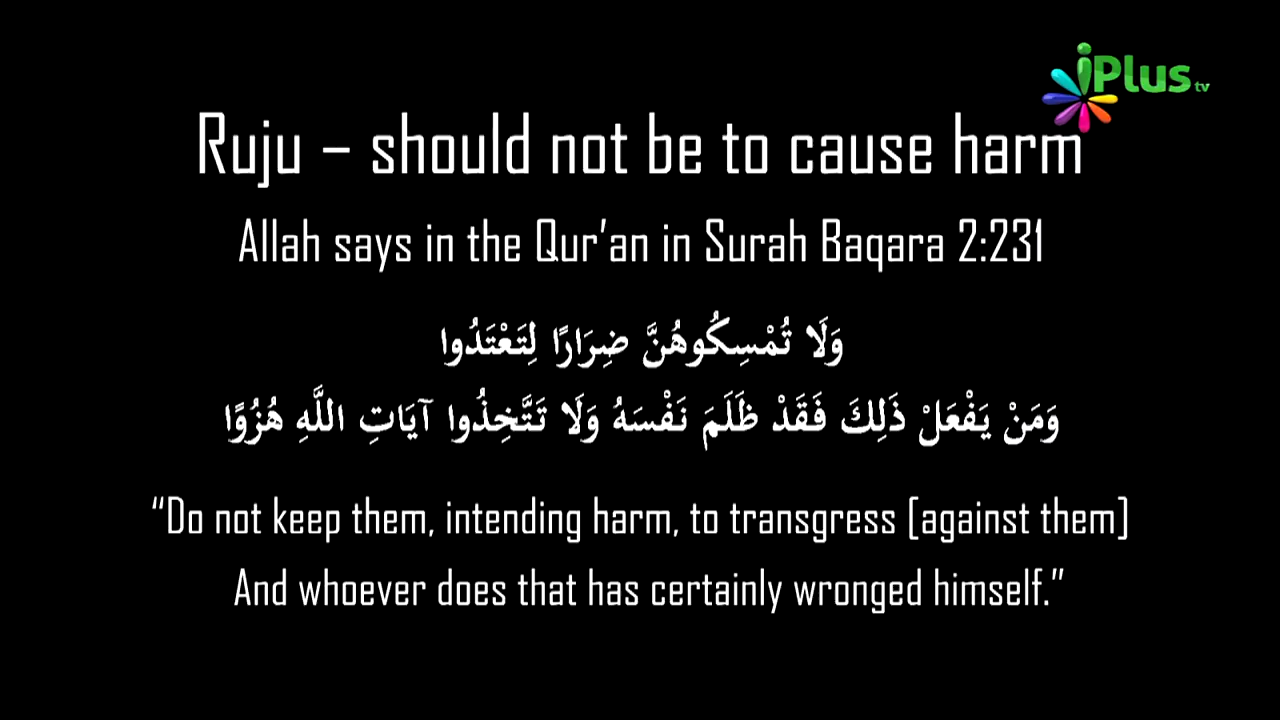 iPlus tv
Ruju – should not be to cause harm
Allah says in the Qur’an in Surah Baqara 2:231
وَلَا تُمْسِكُوهُنَّ ضِرَارًا لِتَعْتَدُوا
وَمَنْ يَفْعَلْ ذَلِكَ فَقَدْ ظَلَمَ نَفْسَهُ وَلَا تَتَّخِذُوا آيَاتِ اللَّهِ هُزُوًا
“Do not keep them, intending harm, to transgress [against them]
And whoever does that has certainly wronged himself.”